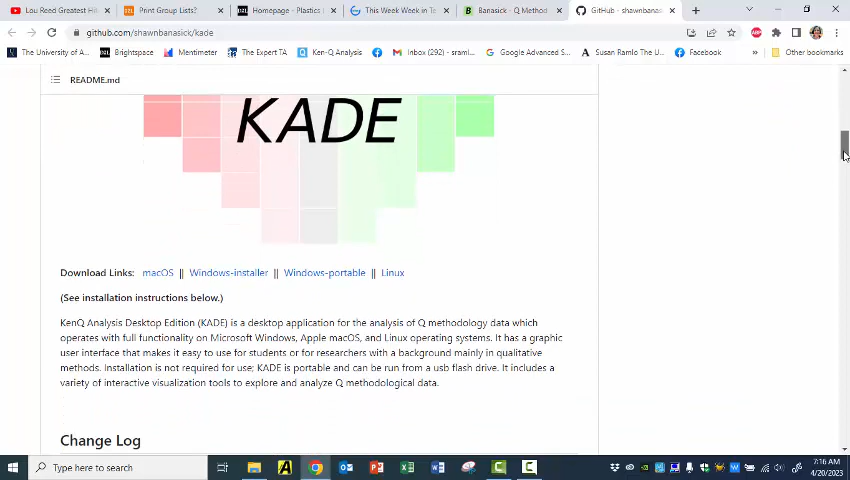 Lou Reed Greatest Hi
Print Group Lists?
Homepage - Plastics I
This Week Week in Te
Banasick - Q Method
GitHub - shawnbanas
github.com/shawnbanasick/kade
The University of A...
Brightspace
Mentimeter
The Expert TA
Ken-Q Analysis
Inbox (292) - srami...
Google Advanced S...
Susan Ramlo The U...
Facebook
Other bookmarks
README.md
KADE
Download Links: macOS || Windows-installer || Windows-portable || Linux
(See installation instructions below.)
KenQ Analysis Desktop Edition (KADE) is a desktop application for the analysis of Q methodology data which
operates with full functionality on Microsoft Windows, Apple macOS, and Linux operating systems. It has a graphic
user interface that makes it easy to use for students or for researchers with a background mainly in qualitative
methods. Installation is not required for use; KADE is portable and can be run from a usb flash drive. It includes a
variety of interactive visualization tools to explore and analyze Q methodological data.
Change Log
Type here to search
7:16 AM
4/20/2023